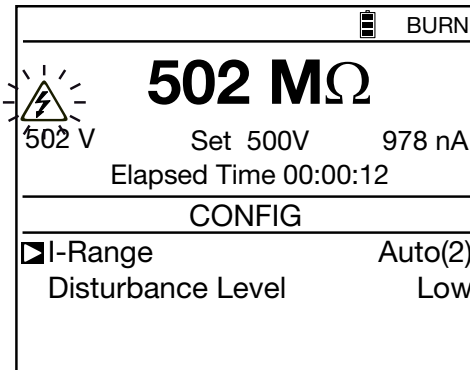 BURN
502 MΩ
502 V Set 500V 978 nA
Elapsed Time 00:00:12
CONFIG
I-Range Auto(2)
Disturbance Level Low